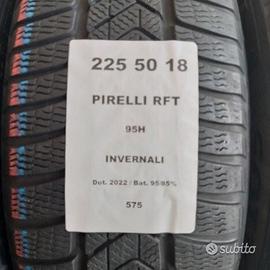 225 50 18
PIRELLI RFT
95H
INVERNALI
Dot. 2022 / Bat. 95/85%
575
subito